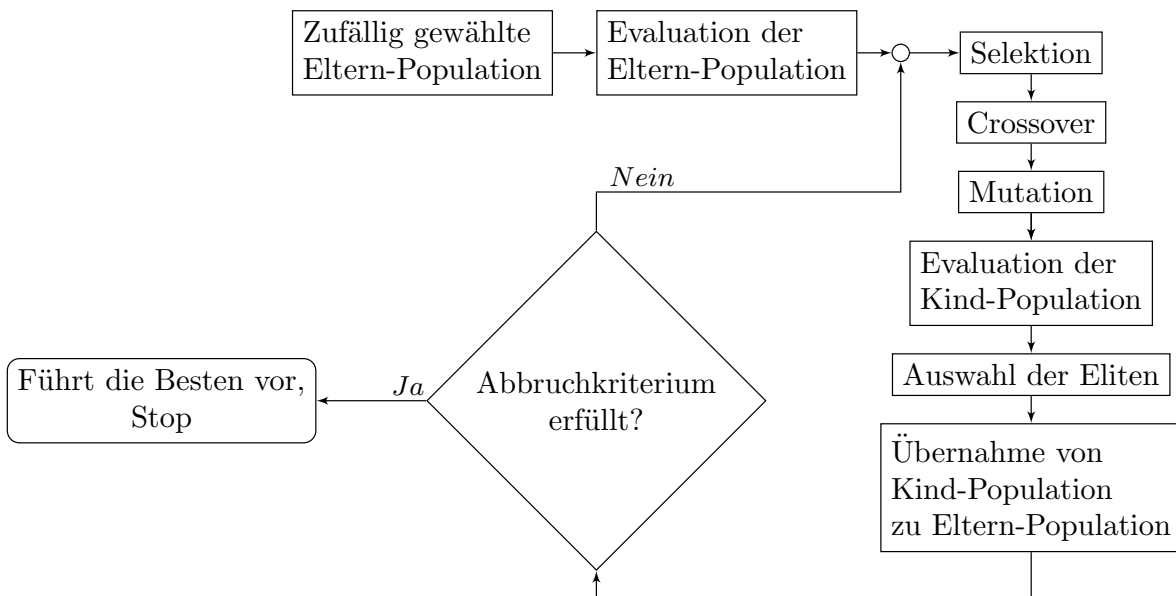 Zufällig gewählte
Eltern-Population
Evaluation der
Eltern-Population
Selektion
Crossover
Mutation
Evaluation der
Kind-Population
Auswahl der Eliten
Übernahme von
Kind-Population
zu Eltern-Population
Nein
Abbruchkriterium
erfüllt?
Ja
Führt die Besten vor,
Stop